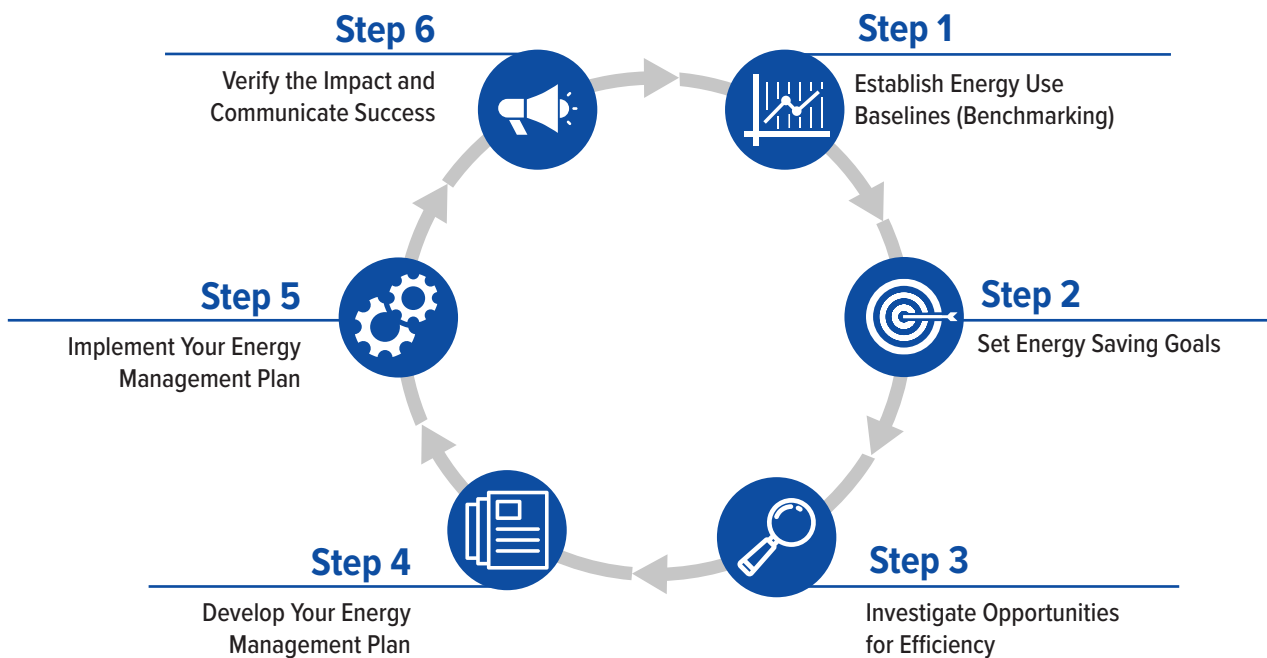 Step 1
Establish Energy Use
Baselines (Benchmarking)
Step 2
Set Energy Saving Goals
Step 3
Investigate Opportunities
for Efficiency
Step 4
Develop Your Energy
Management Plan
Step 5
Implement Your Energy
Management Plan
Step 6
Verify the Impact and
Communicate Success